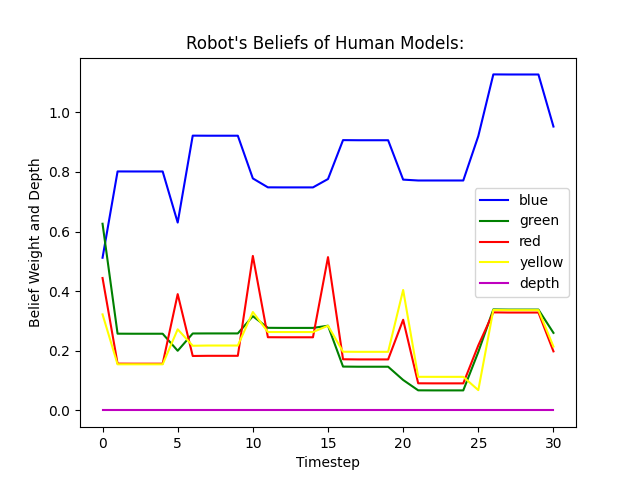 Robot's Beliefs of Human Models:
Belief Weight and Depth
1.0
0.8
0.6
0.4
0.2
0.0
blue
green
red
yellow
depth
0 5 10 15 20 25 30
Timestep